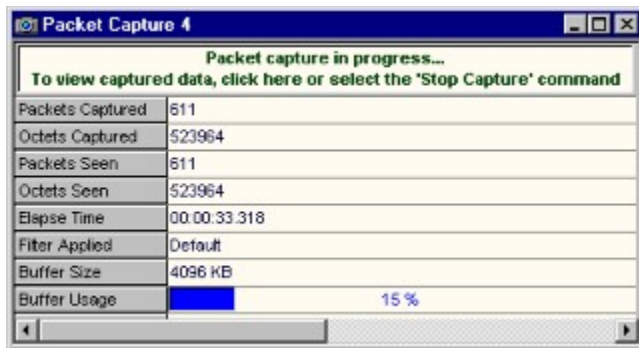 Packet Capture 4
Packet capture in progress...
To view captured data, click here or select the 'Stop Capture' command
Packets Captured 611
Octets Captured 523964
Packets Seen 611
Octets Seen 523964
Elapse Time 00:00:33.318
Filter Applied Default
Buffer Size 4096 KB
Buffer Usage 15 %